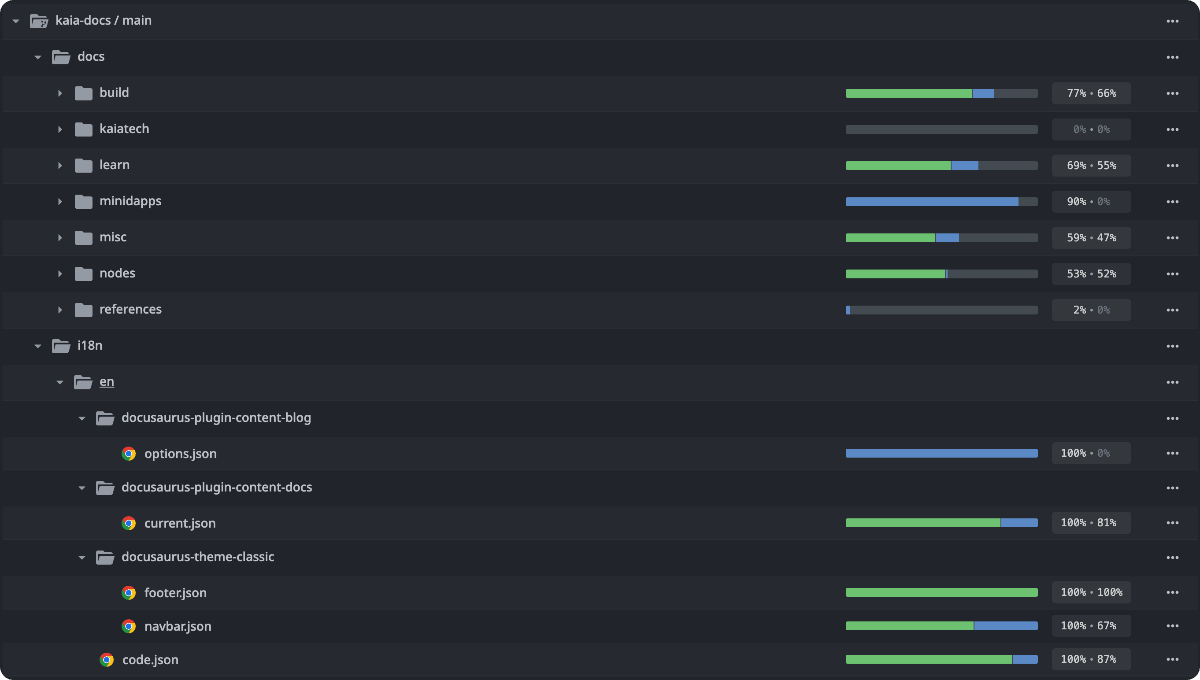 kaia-docs / main
docs
build 77% • 66%
kaiatech 0% • 0%
learn 69% • 55%
minidapps 90% • 0%
misc 59% • 47%
nodes 53% • 52%
references 2% • 0%
i18n
en
docusaurus-plugin-content-blog
options.json 100% • 0%
docusaurus-plugin-content-docs
current.json 100% • 81%
docusaurus-theme-classic
footer.json 100% • 100%
navbar.json 100% • 67%
code.json 100% • 87%